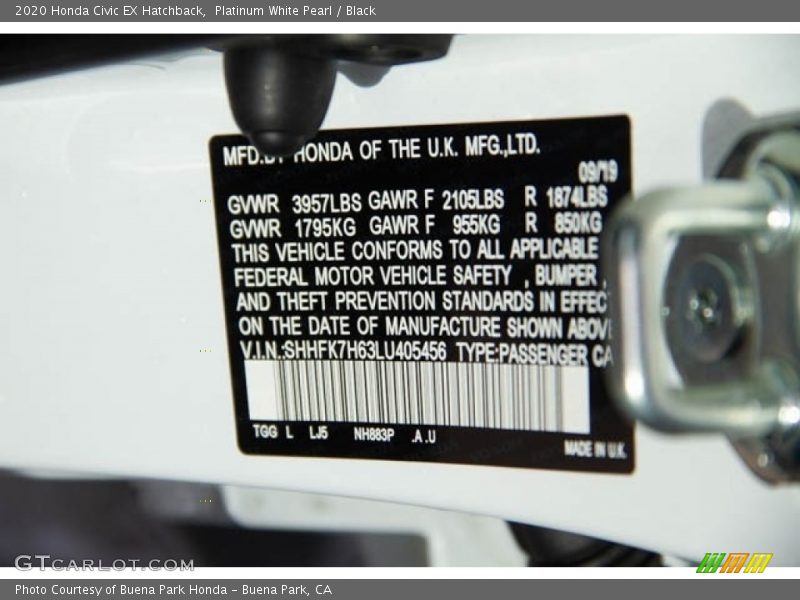 2020 Honda Civic EX Hatchback, Platinum White Pearl / Black
MFD.BY HONDA OF THE U.K. MFG.,LTD.
09/19
GVWR 3957LBS GAWR F 2105LBS R 1874LBS
GVWR 1795KG GAWR F 955KG R 850KG
THIS VEHICLE CONFORMS TO ALL APPLICABLE
FEDERAL MOTOR VEHICLE SAFETY , BUMPER ,
AND THEFT PREVENTION STANDARDS IN EFFEC
ON THE DATE OF MANUFACTURE SHOWN ABOV
V.I.N.:SHHFK7H63LU405456 TYPE:PASSENGER CA
TGG L LJ5 NH883P .A.U
MADE IN U.K.
GTCARLOT.COM
Photo Courtesy of Buena Park Honda – Buena Park, CA